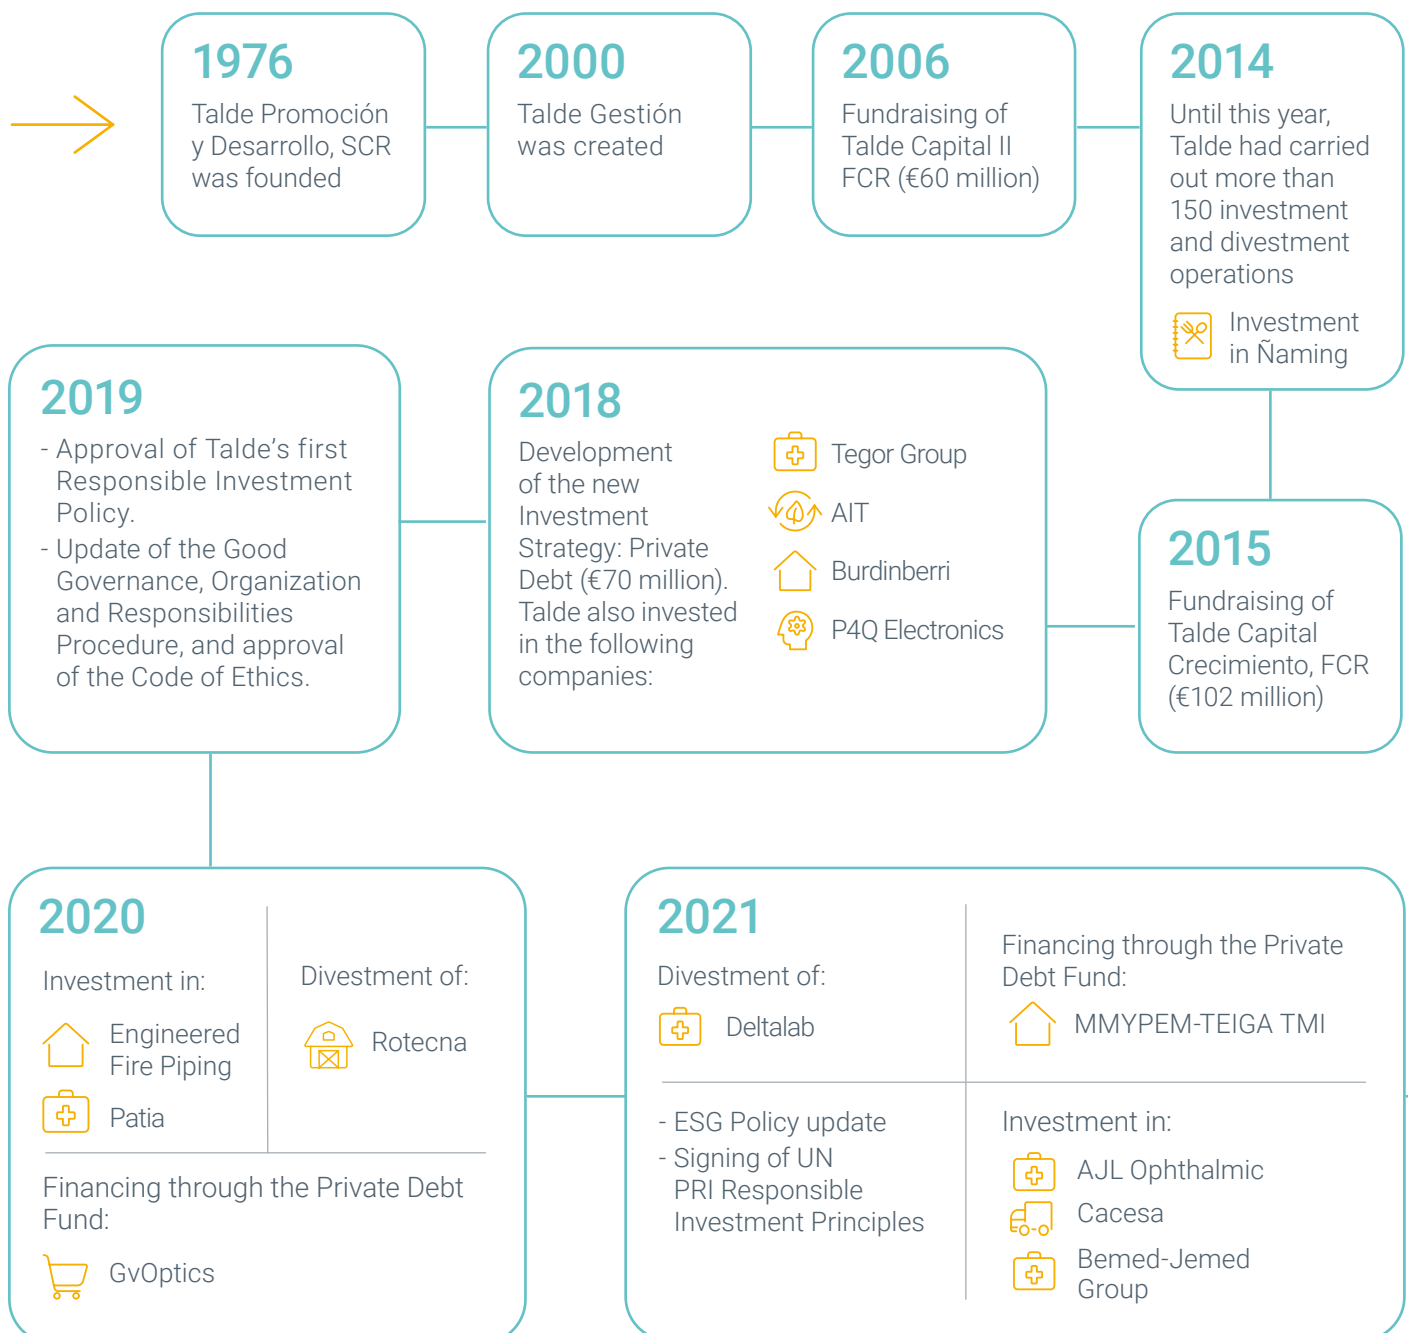 1976
Talde Promoción
y Desarrollo, SCR
was founded
2000
Talde Gestión
was created
2006
Fundraising of
Talde Capital II
FCR (€60 million)
2014
Until this year,
Talde had carried
out more than
150 investment
and divestment
operations
Investment
in Ñaming
2015
Fundraising of
Talde Capital
Crecimiento, FCR
(€102 million)
2018
Development
of the new
Investment
Strategy: Private
Debt (€70 million).
Talde also invested
in the following
companies:
Tegor Group
AIT
Burdinberri
P4Q Electronics
2019
- Approval of Talde’s first
Responsible Investment
Policy.
- Update of the Good
Governance, Organization
and Responsibilities
Procedure, and approval
of the Code of Ethics.
2020
Investment in:
Engineered
Fire Piping
Patia
Divestment of:
Rotecna
Financing through the Private Debt
Fund:
GvOptics
2021
Divestment of:
Deltalab
Financing through the Private
Debt Fund:
MMYPEM-TEIGA TMI
- ESG Policy update
- Signing of UN
PRI Responsible
Investment Principles
Investment in:
AJL Ophthalmic
Cacesa
Bemed-Jemed
Group